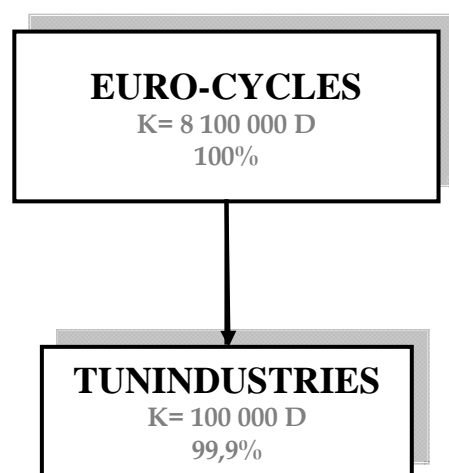 EURO-CYCLES
K= 8 100 000 D
100%
TUNINDUSTRIES
K= 100 000 D
99,9%